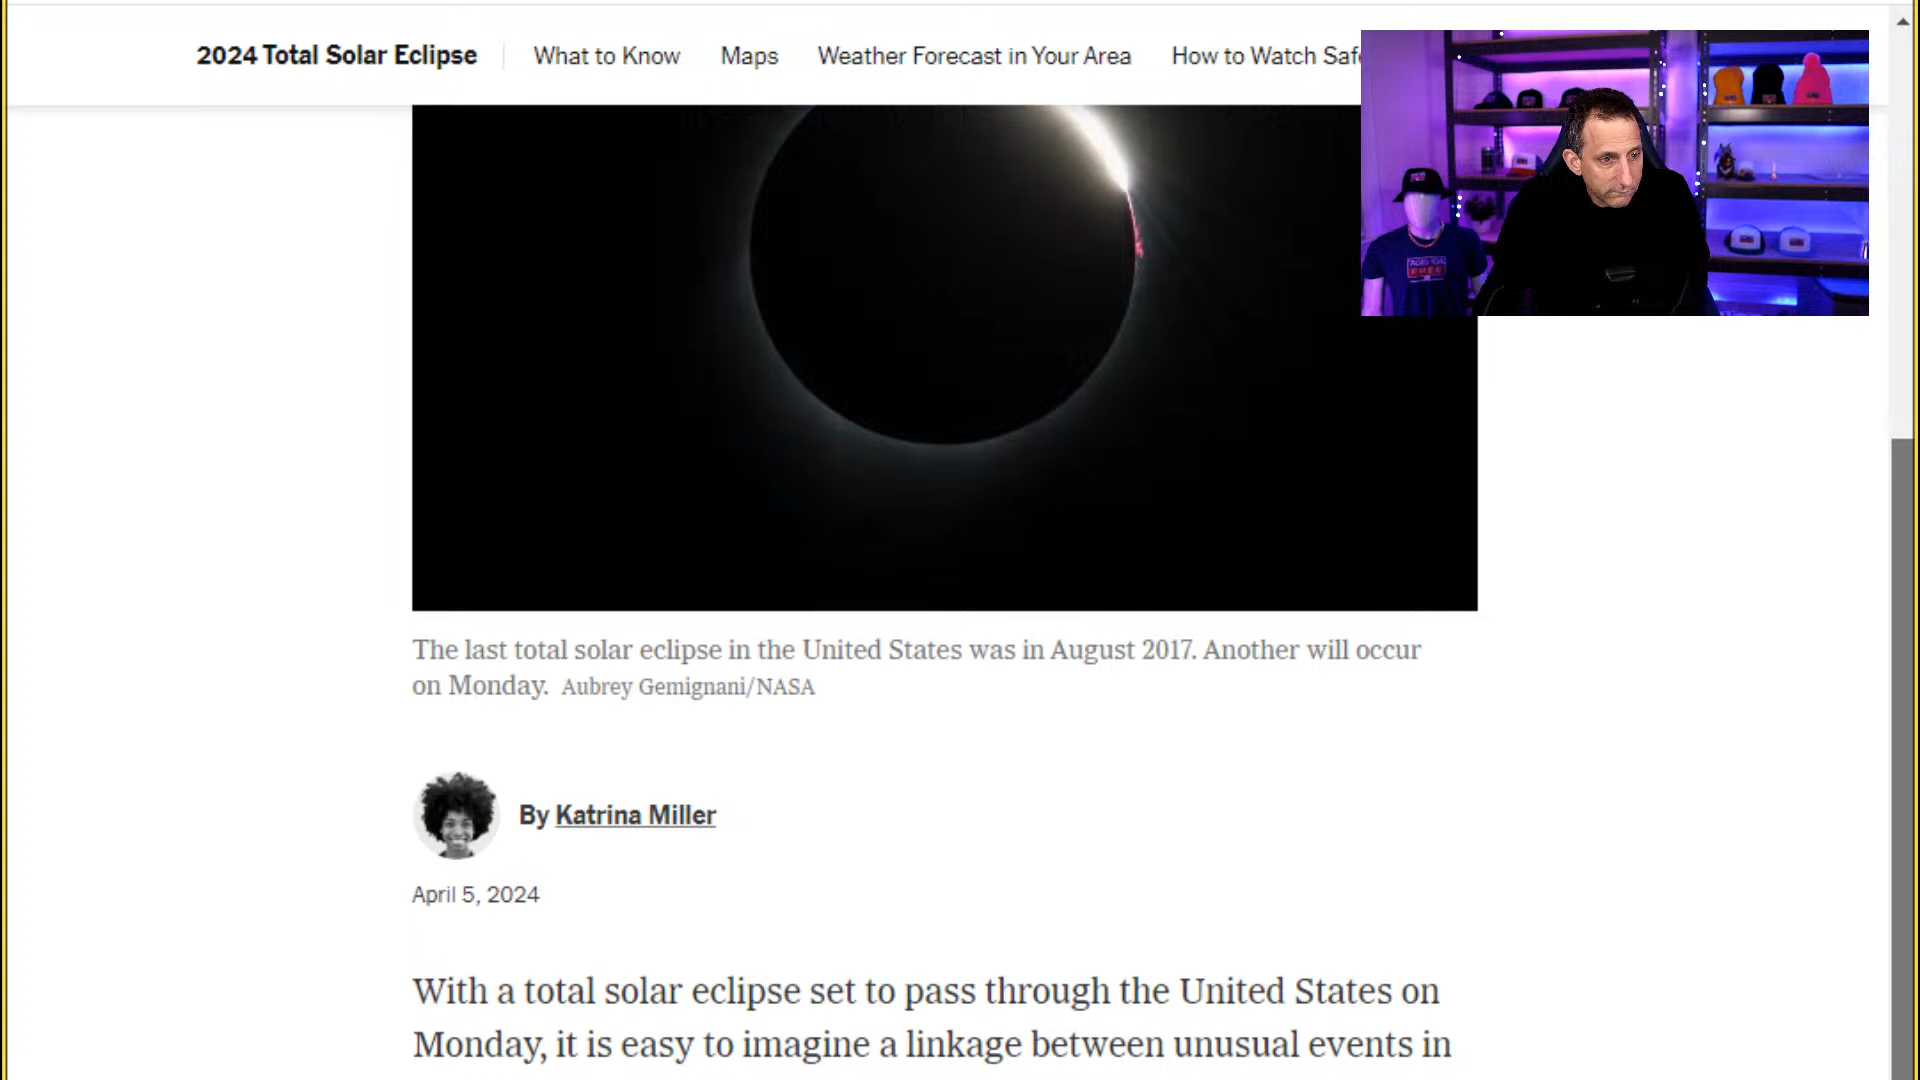 2024 Total Solar Eclipse
What to Know
Maps
Weather Forecast in Your Area
How to Watch
The last total solar eclipse in the United States was in August 2017. Another will occur
on Monday. Aubrey Gemignani/NASA
By Katrina Miller
April 5, 2024
With a total solar eclipse set to pass through the United States on
Monday, it is easy to imagine a linkage between unusual events in